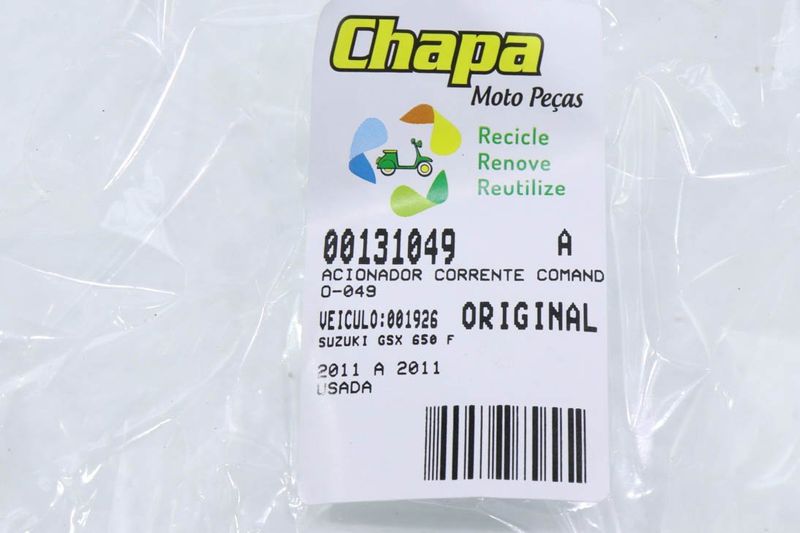 Chapa
Moto Peças
Recicle
Renove
Reutilize
00131049 A
ACIONADOR CORRENTE COMAND
O-049
VEICULO:001926 ORIGINAL
SUZUKI GSX 650 F
2011 A 2011
USADA